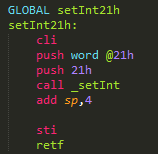 GLOBAL setInt21h
setInt21h:
cli
push word @21h
push 21h
call _setInt
add sp,4
sti
retf